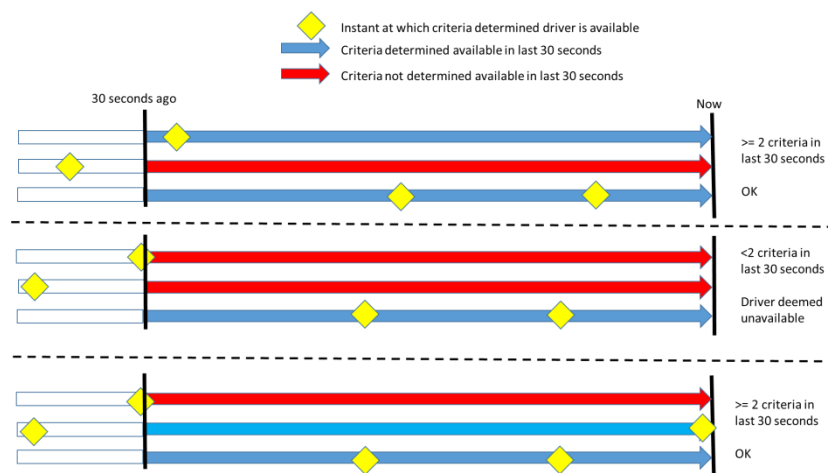 Instant at which criteria determined driver is available
Criteria determined available in last 30 seconds
Criteria not determined available in last 30 seconds
30 seconds ago
Now
>= 2 criteria in
last 30 seconds
OK
<2 criteria in
last 30 seconds
Driver deemed
unavailable
>= 2 criteria in
last 30 seconds
OK